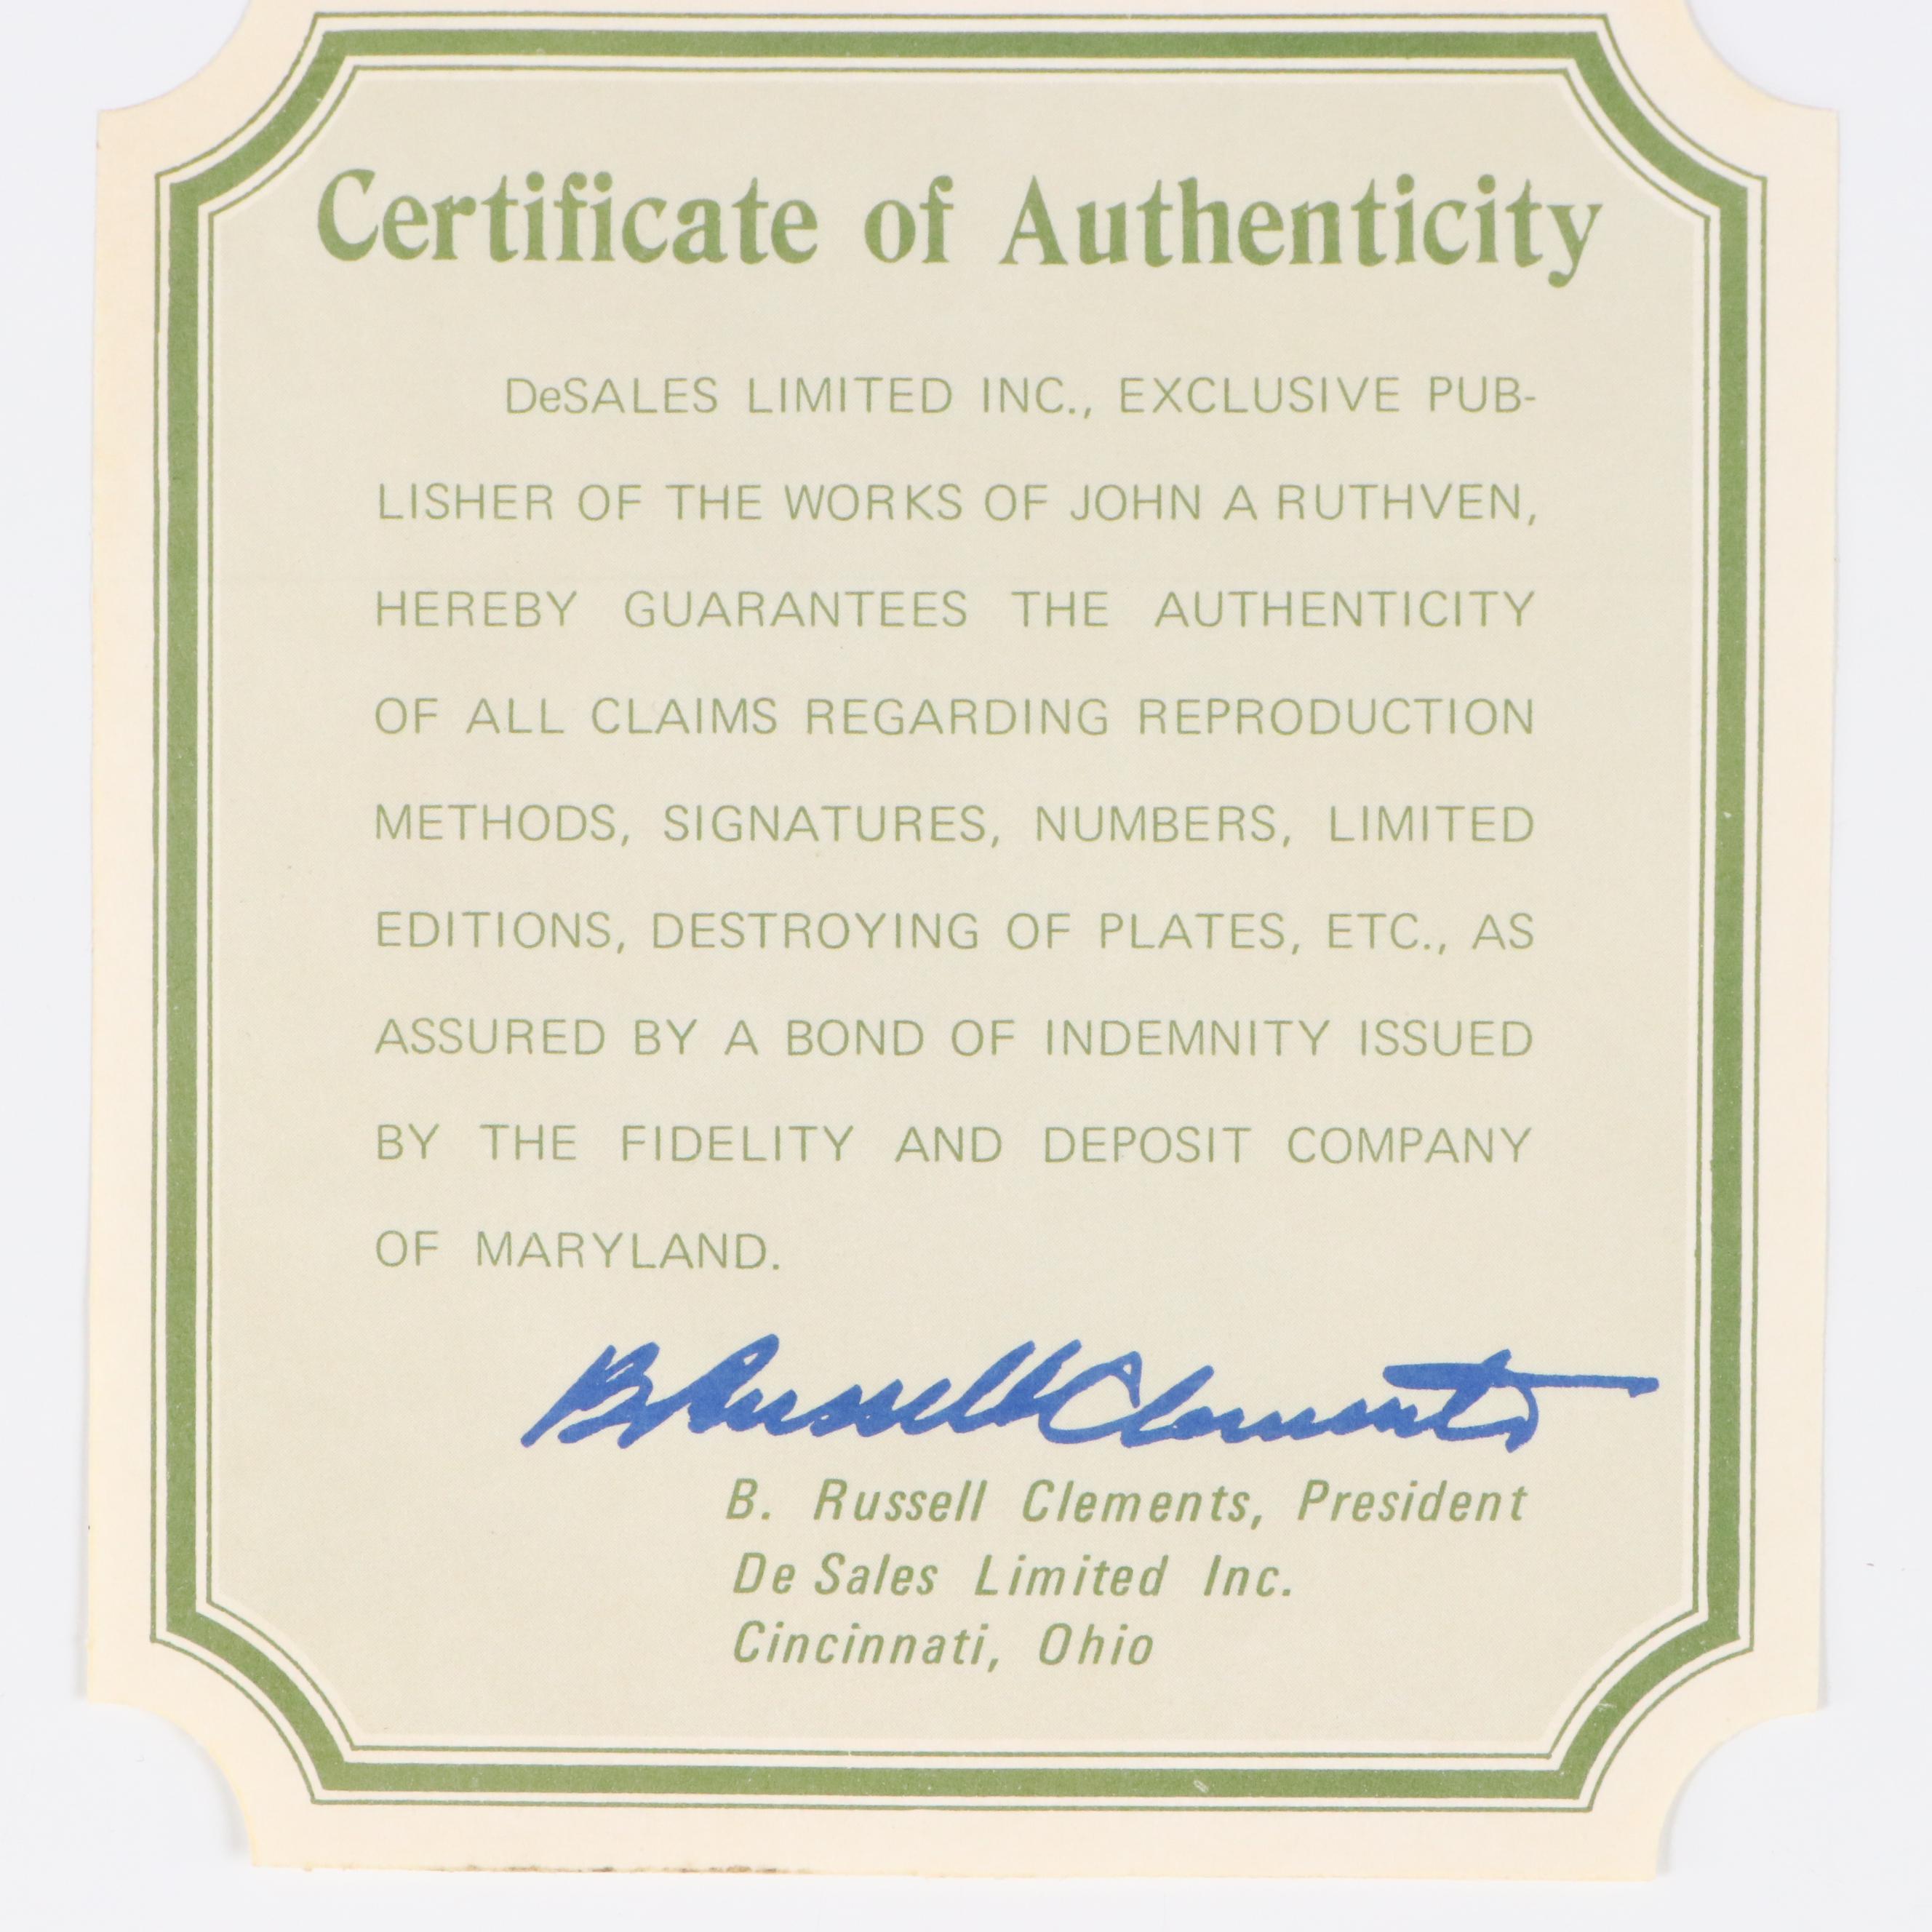 Certificate of Authenticity
DeSALES LIMITED INC., EXCLUSIVE PUB-
LISHER OF THE WORKS OF JOHN A RUTHVEN,
HEREBY GUARANTEES THE AUTHENTICITY
OF ALL CLAIMS REGARDING REPRODUCTION
METHODS, SIGNATURES, NUMBERS, LIMITED
EDITIONS, DESTROYING OF PLATES, ETC., AS
ASSURED BY A BOND OF INDEMNITY ISSUED
BY THE FIDELITY AND DEPOSIT COMPANY
OF MARYLAND.
B Russell Clements
B. Russell Clements, President
De Sales Limited Inc.
Cincinnati, Ohio